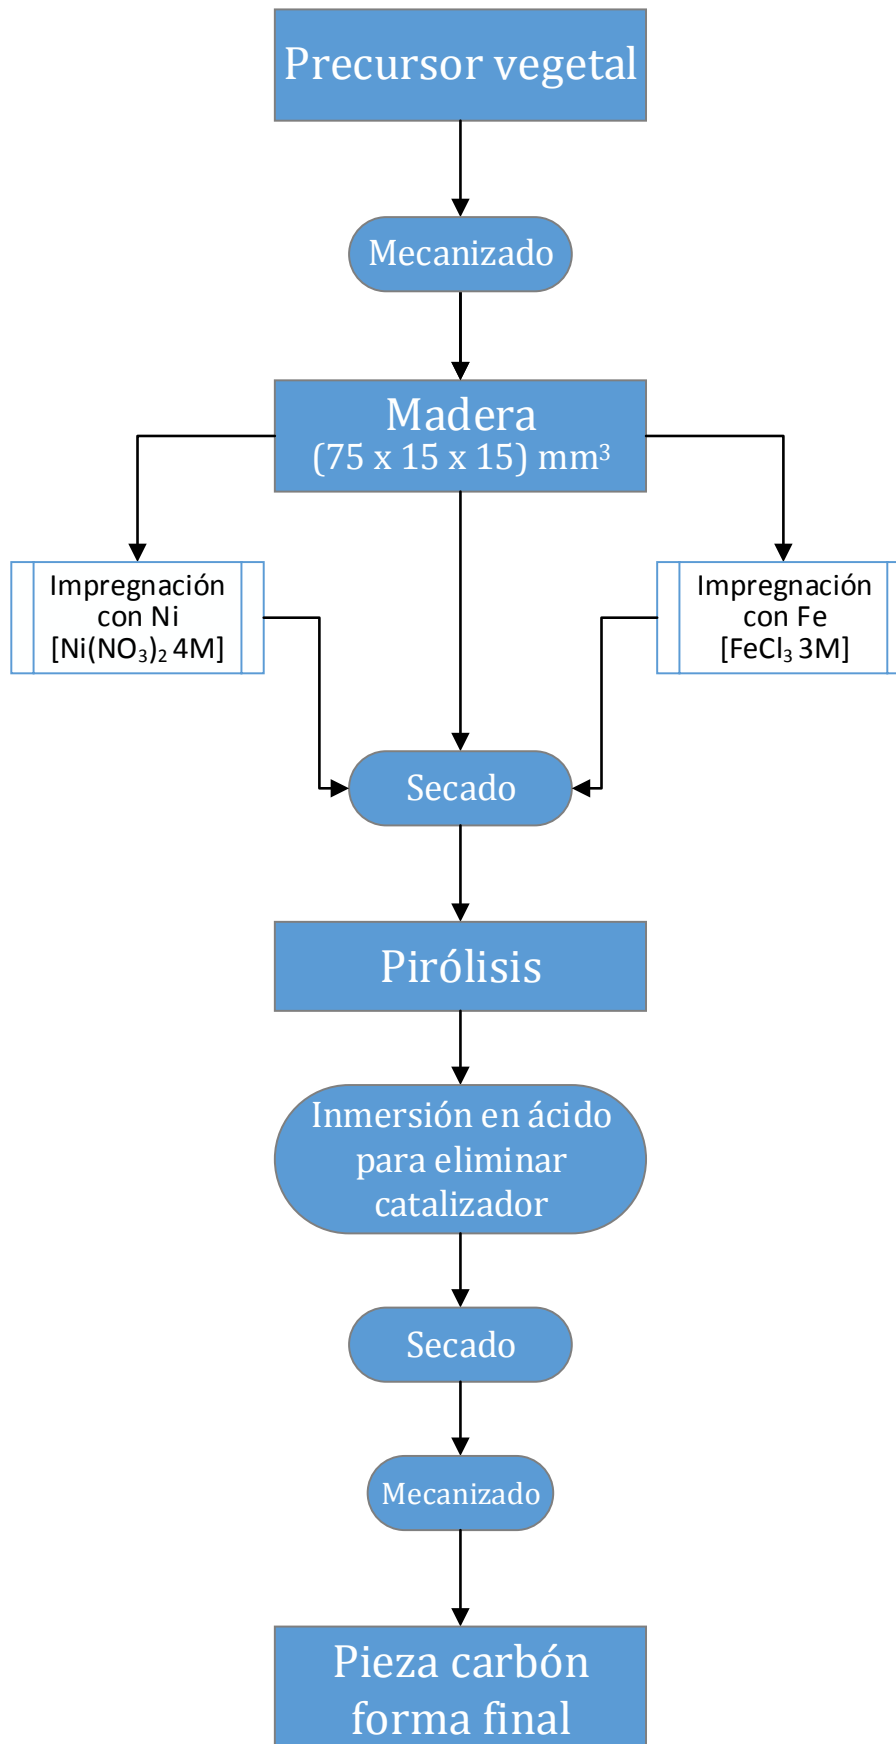 Precursor vegetal
Mecanizado
Madera
(75 x 15 x 15) mm³
Impregnación
con Ni
[Ni(NO₃)₂ 4M]
Impregnación
con Fe
[FeCl₃ 3M]
Secado
Pirólisis
Inmersión en ácido
para eliminar
catalizador
Secado
Mecanizado
Pieza carbón
forma final